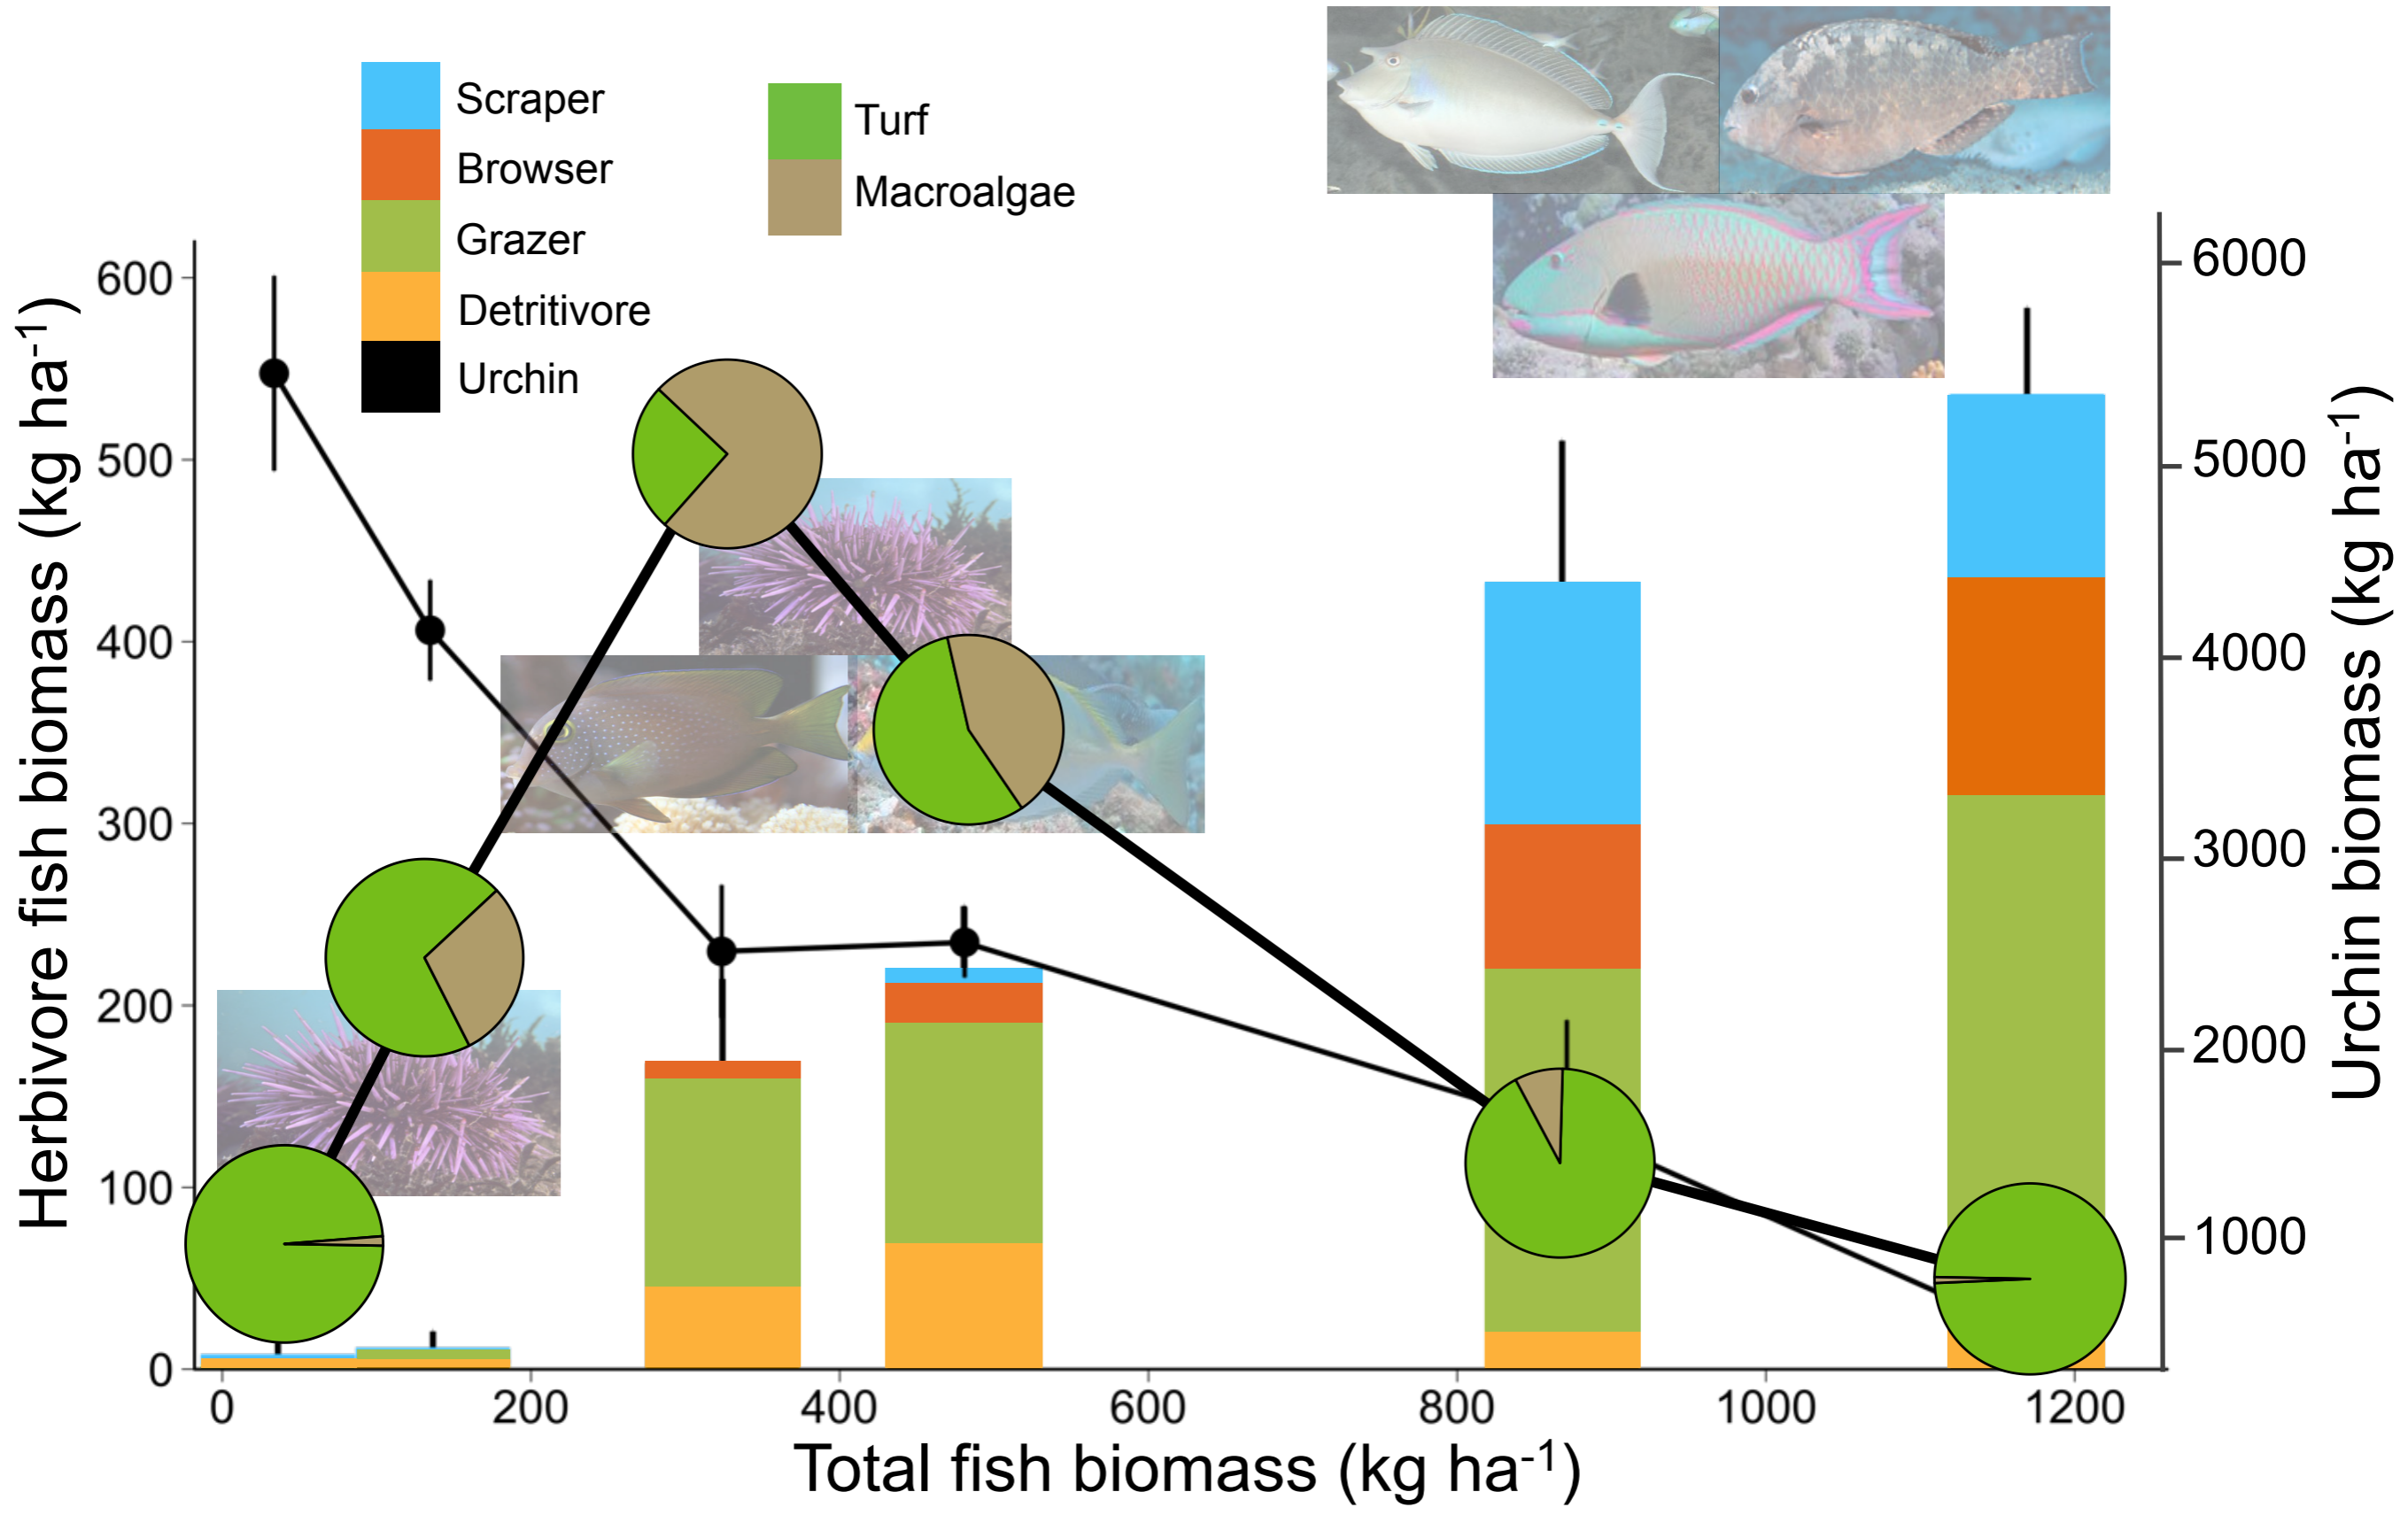 Scraper
Browser
Grazer
Detritivore
Urchin
Turf
Macroalgae
Herbivore fish biomass (kg ha-1)
600
500
400
300
200
100
0
6000
5000
4000
3000
2000
1000
Urchin biomass (kg ha-1)
0 200 400 600 800 1000 1200
Total fish biomass (kg ha-1)